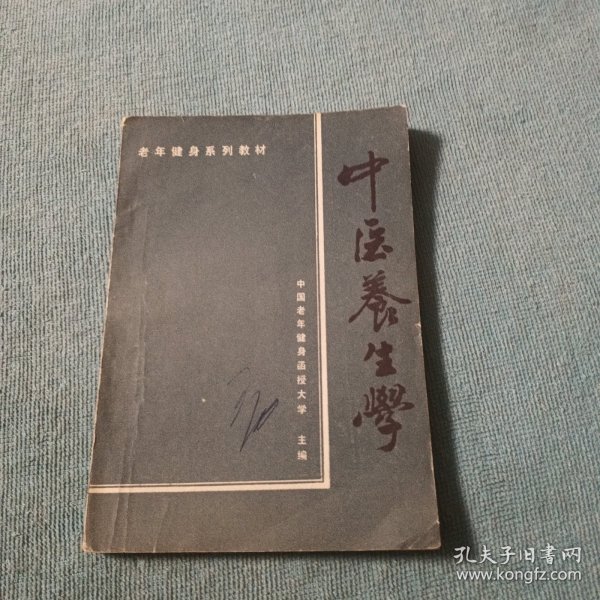 老年健身系列教材
中医養生學
中国老年健身函授大学 主编
孔夫子旧书网
www.kongfz.com